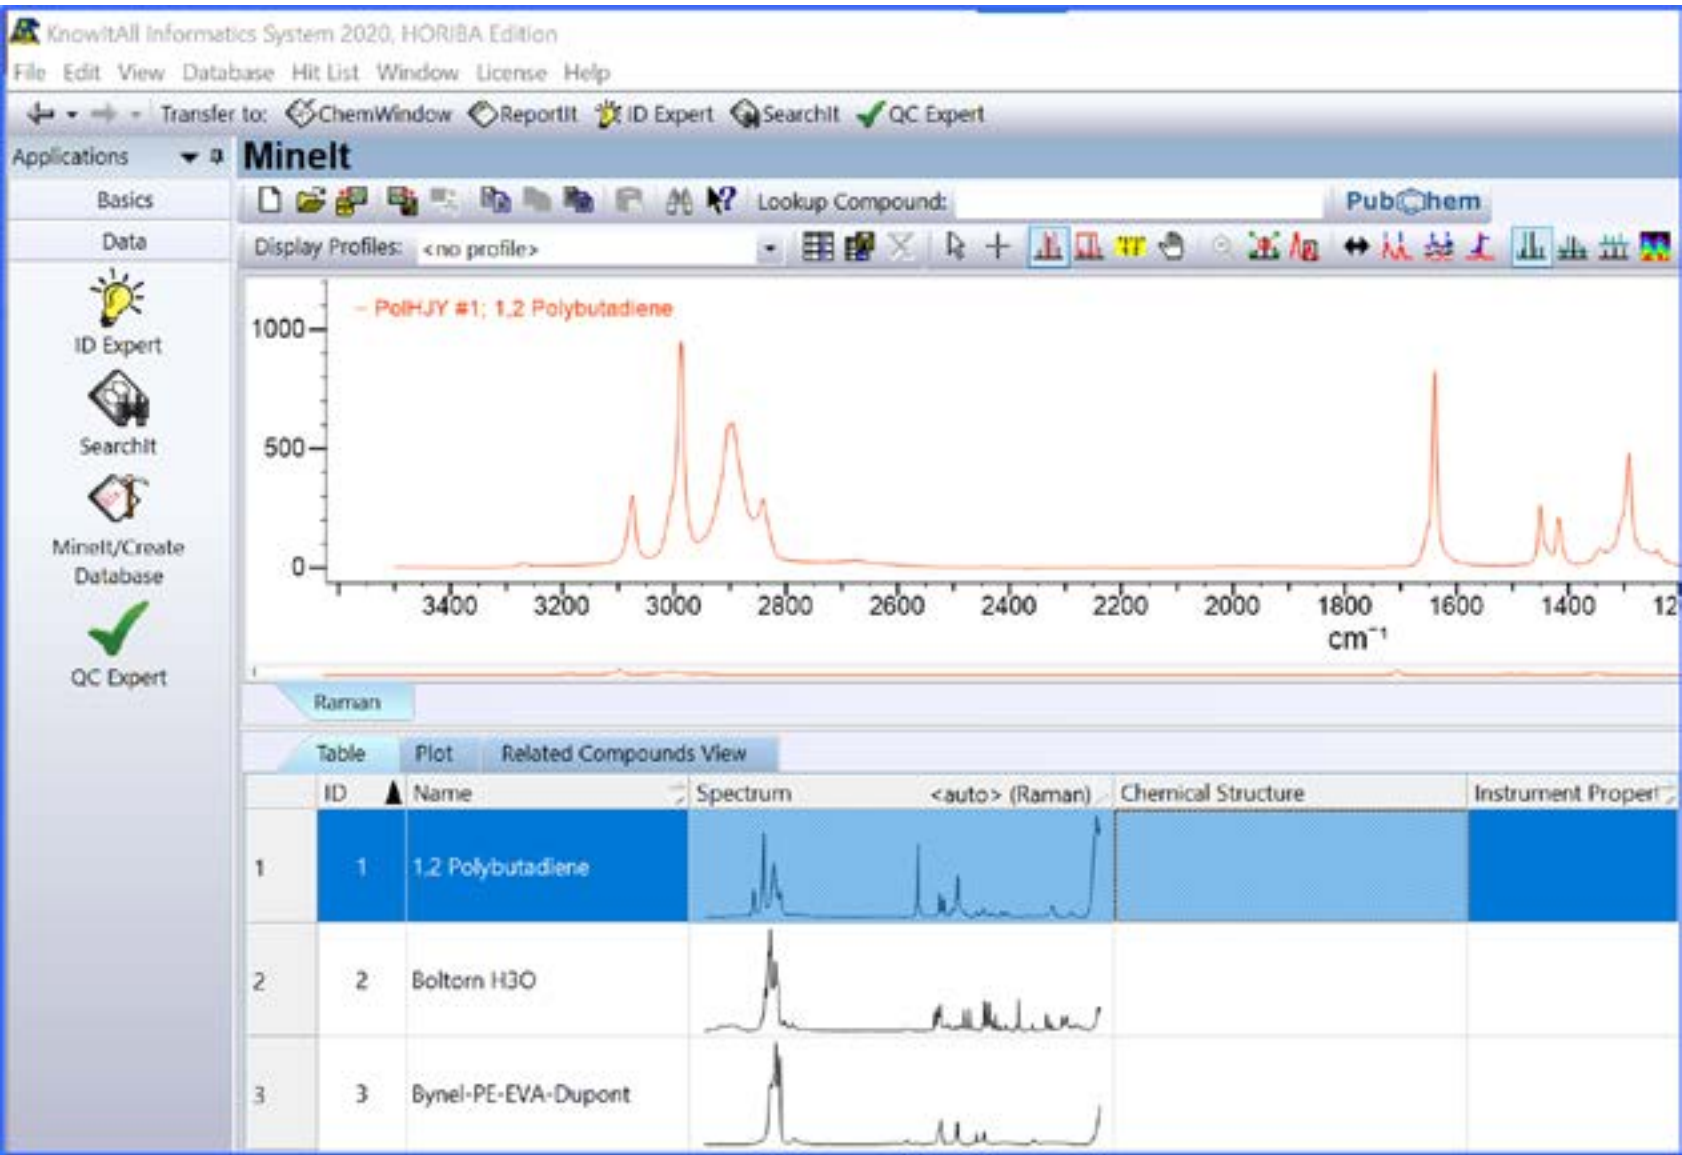 KnowItAll Informatics System 2020, HORIBA Edition
File Edit View Database Hit List Window License Help
Transfer to: ChemWindow ReportIt ID Expert SearchIt QC Expert
Applications
MineIt
Basics
Lookup Compound: PubChem
Data
Display Profiles: <no profile>
ID Expert
SearchIt
MineIt/Create
Database
QC Expert
PolHJY #1; 1,2 Polybutadiene
1000
500
0
3400 3200 3000 2800 2600 2400 2200 2000 1800 1600 1400 12
cm⁻¹
Raman
Table Plot Related Compounds View
ID Name Spectrum <auto> (Raman) Chemical Structure Instrument Propert
1 1 1,2 Polybutadiene
2 2 Boltorn H3O
3 3 Bynel-PE-EVA-Dupont